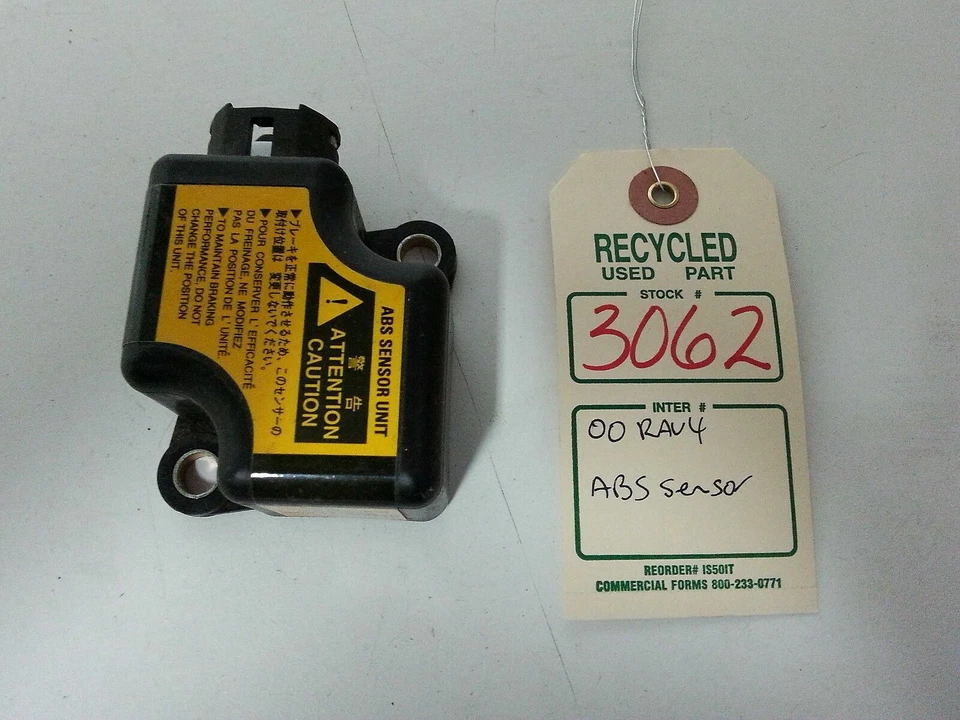 ABS SENSOR UNIT
警告
ATTENTION
CAUTION
▶ブレーキを正常に動作させるため、このセンサーの
取付け位置は 変更しないでください。
▶POUR CONSERVER L'EFFICACITÉ
DU FREINAGE, NE MODIFIEZ
PAS LA POSITION DE L'UNITÉ.
▶TO MAINTAIN BRAKING
PERFORMANCE, DO NOT
CHANGE THE POSITION
OF THIS UNIT.
RECYCLED
USED PART
STOCK #
3062
INTER #
00 RAV4
ABS sensor
REORDER# IS50IT
COMMERCIAL FORMS 800-233-0771